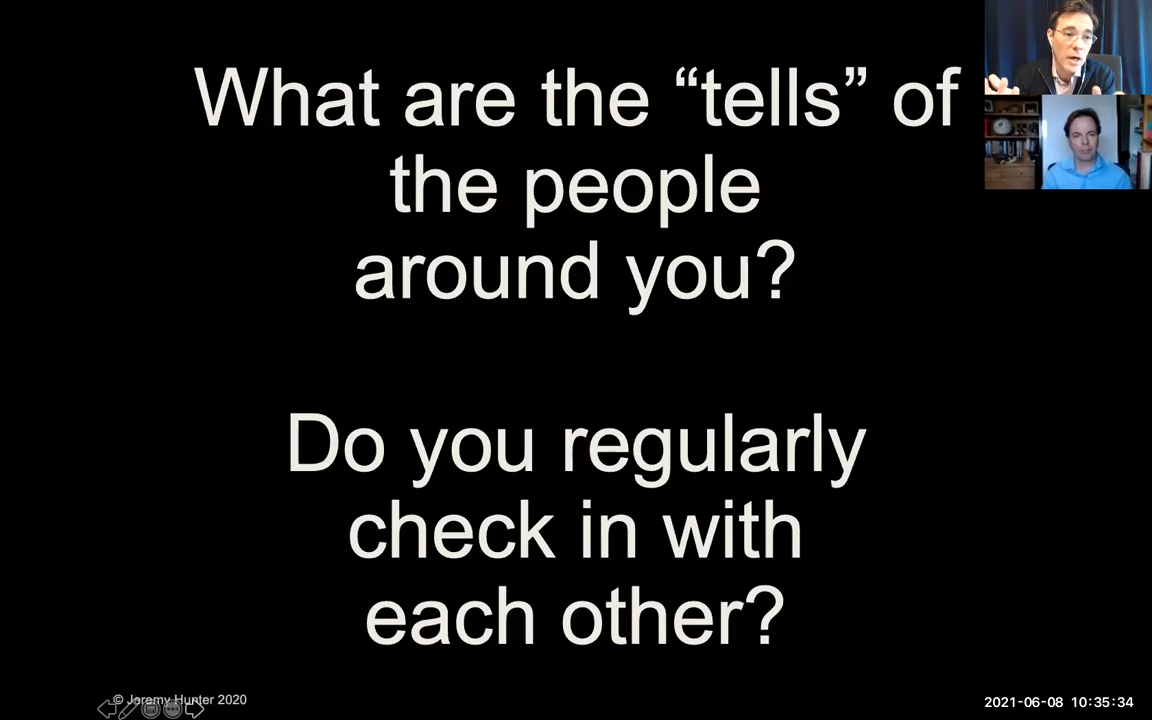 What are the “tells” of
the people
around you?
Do you regularly
check in with
each other?
© Jeremy Hunter 2020
2021-06-08 10:35:34